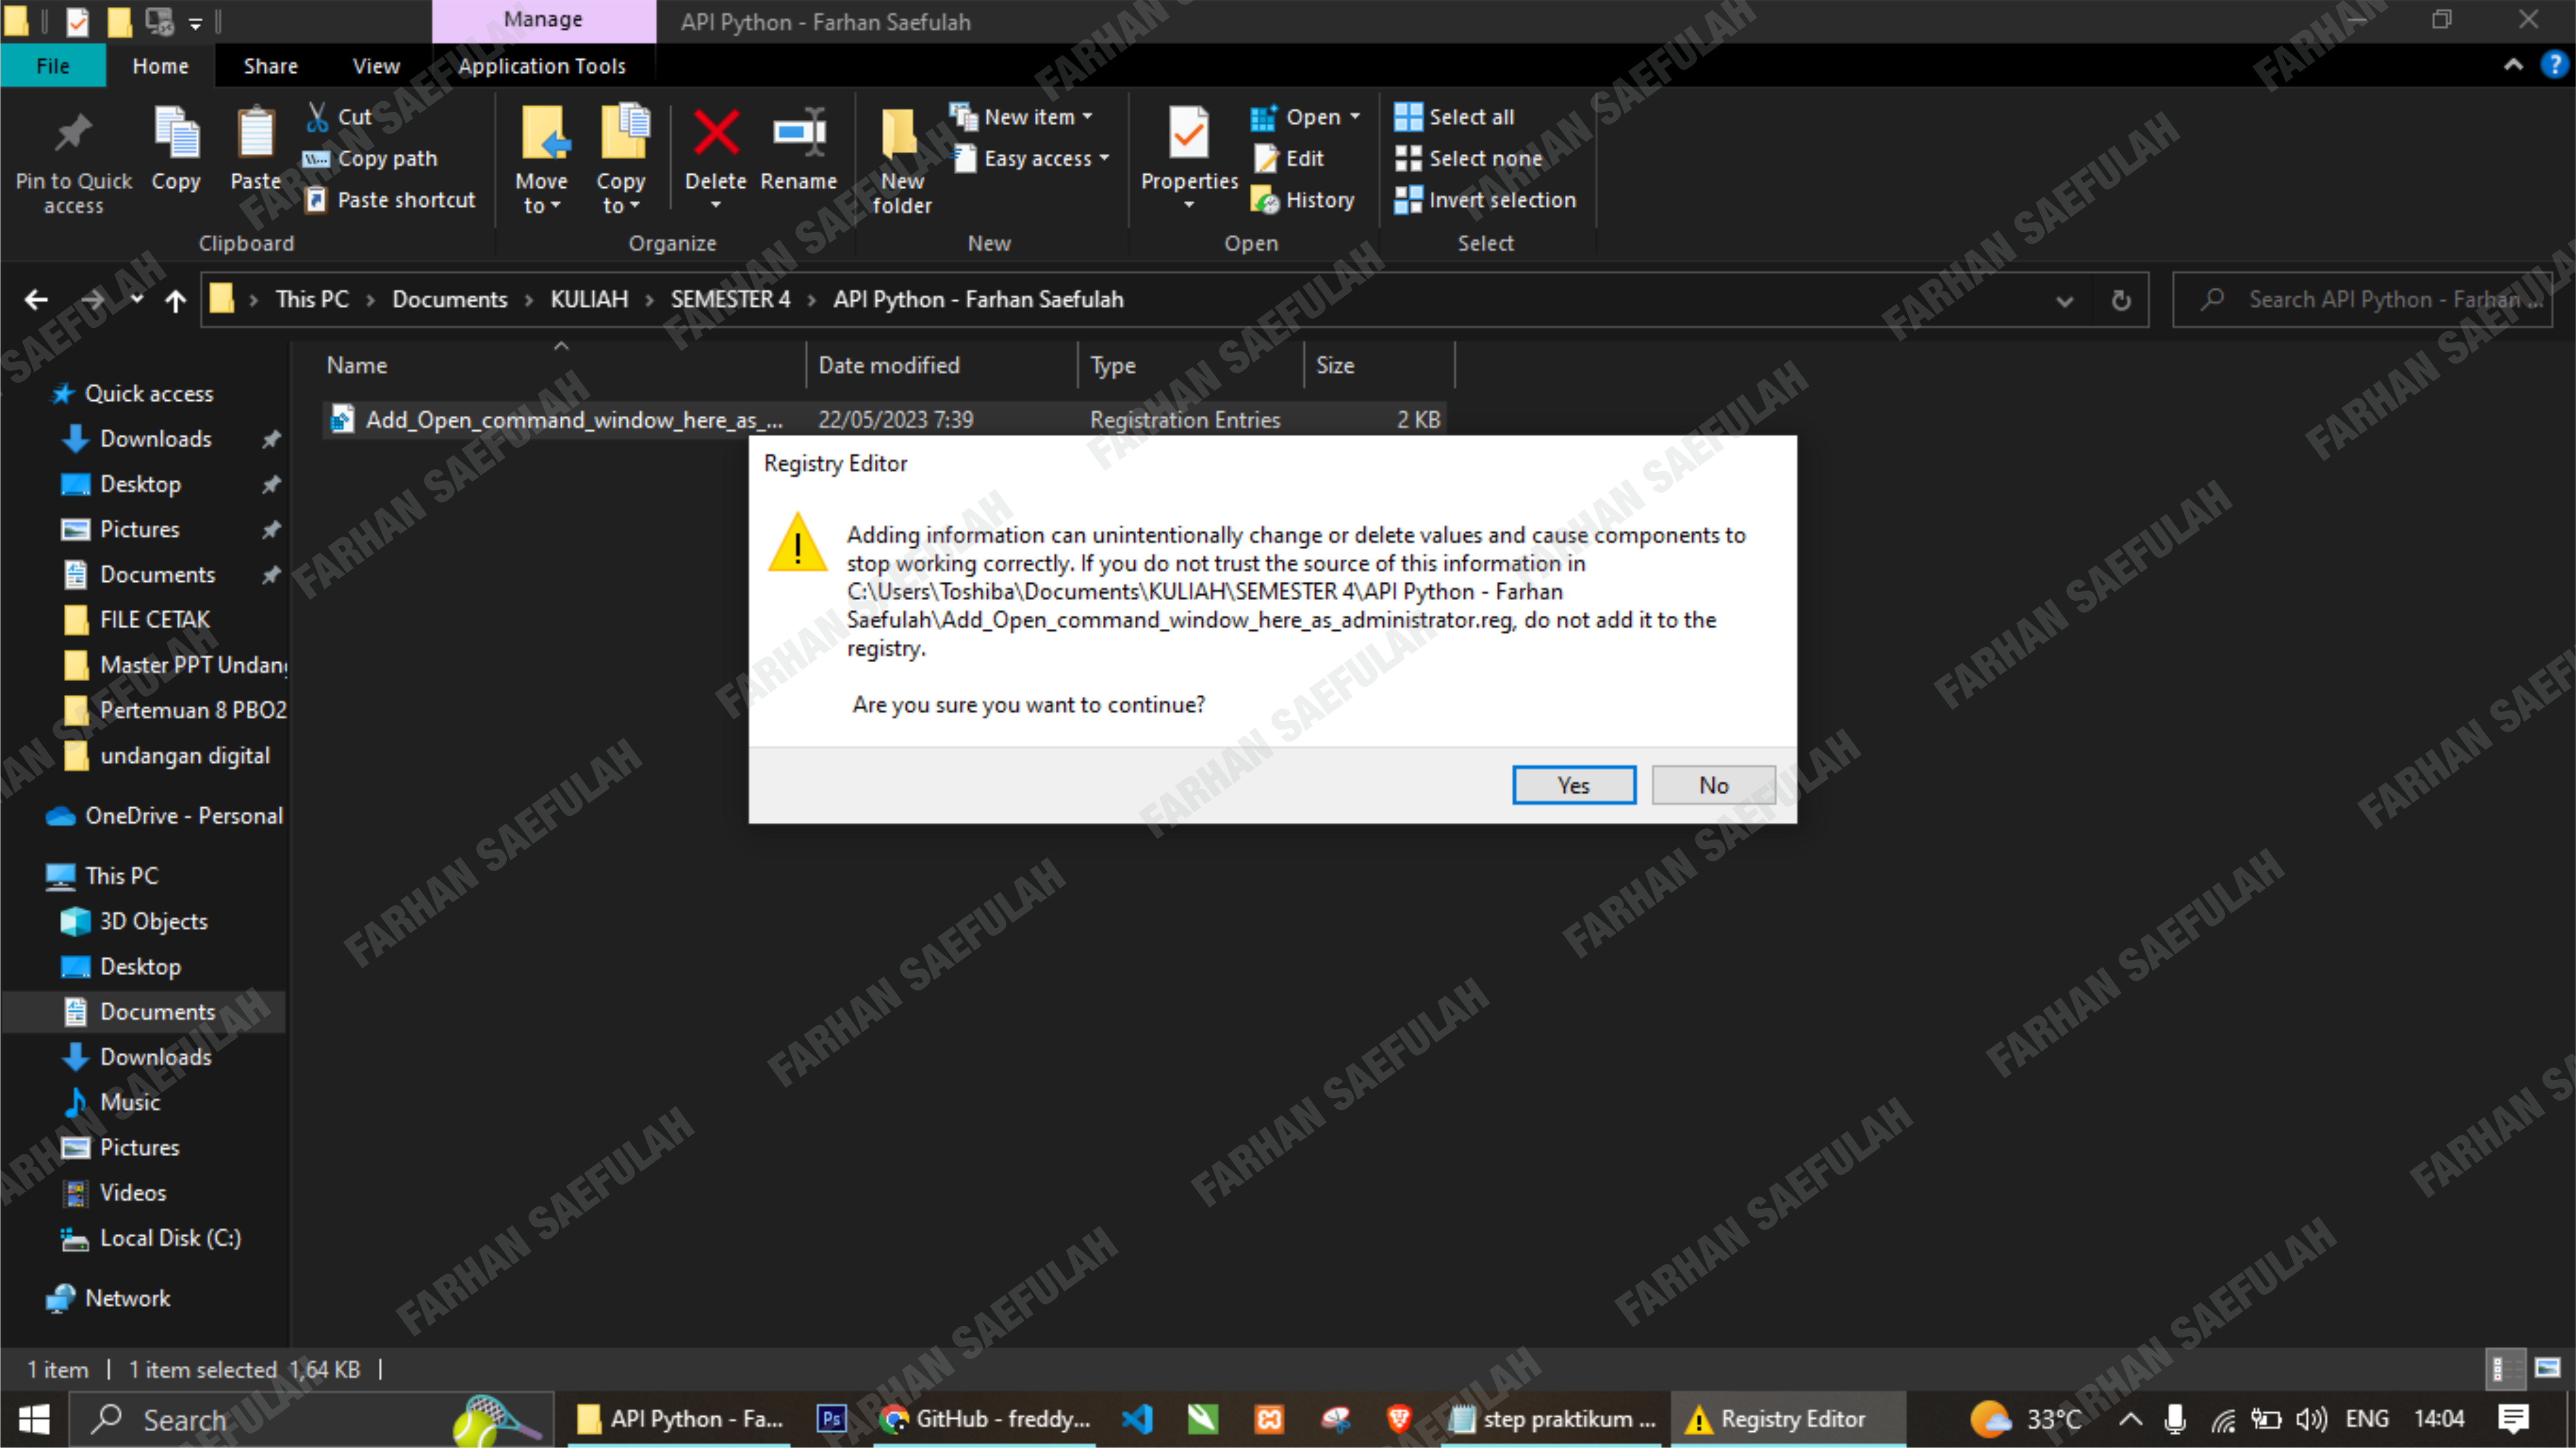 Manage
API Python - Farhan Saefulah
File
Home
Share
View
Application Tools
Pin to Quick access
Copy
Paste
Cut
Copy path
Paste shortcut
Clipboard
Move to
Copy to
Delete
Rename
Organize
New folder
New item
Easy access
New
Properties
Open
Edit
History
Open
Select all
Select none
Invert selection
Select
This PC > Documents > KULIAH > SEMESTER 4 > API Python - Farhan Saefulah
Search API Python - Farhan ...
Name
Date modified
Type
Size
Add_Open_command_window_here_as_...
22/05/2023 7:39
Registration Entries
2 KB
Quick access
Downloads
Desktop
Pictures
Documents
FILE CETAK
Master PPT Undang
Pertemuan 8 PBO2
undangan digital
OneDrive - Personal
This PC
3D Objects
Desktop
Documents
Downloads
Music
Pictures
Videos
Local Disk (C:)
Network
Registry Editor
Adding information can unintentionally change or delete values and cause components to
stop working correctly. If you do not trust the source of this information in
C:\Users\Toshiba\Documents\KULIAH\SEMESTER 4\API Python - Farhan
Saefulah\Add_Open_command_window_here_as_administrator.reg, do not add it to the
registry.
Are you sure you want to continue?
Yes
No
1 item
1 item selected 1,64 KB
Search
API Python - Fa...
Ps
GitHub - freddy...
step praktikum ...
Registry Editor
33°C
ENG
14:04
FARHAN SAEFULAH